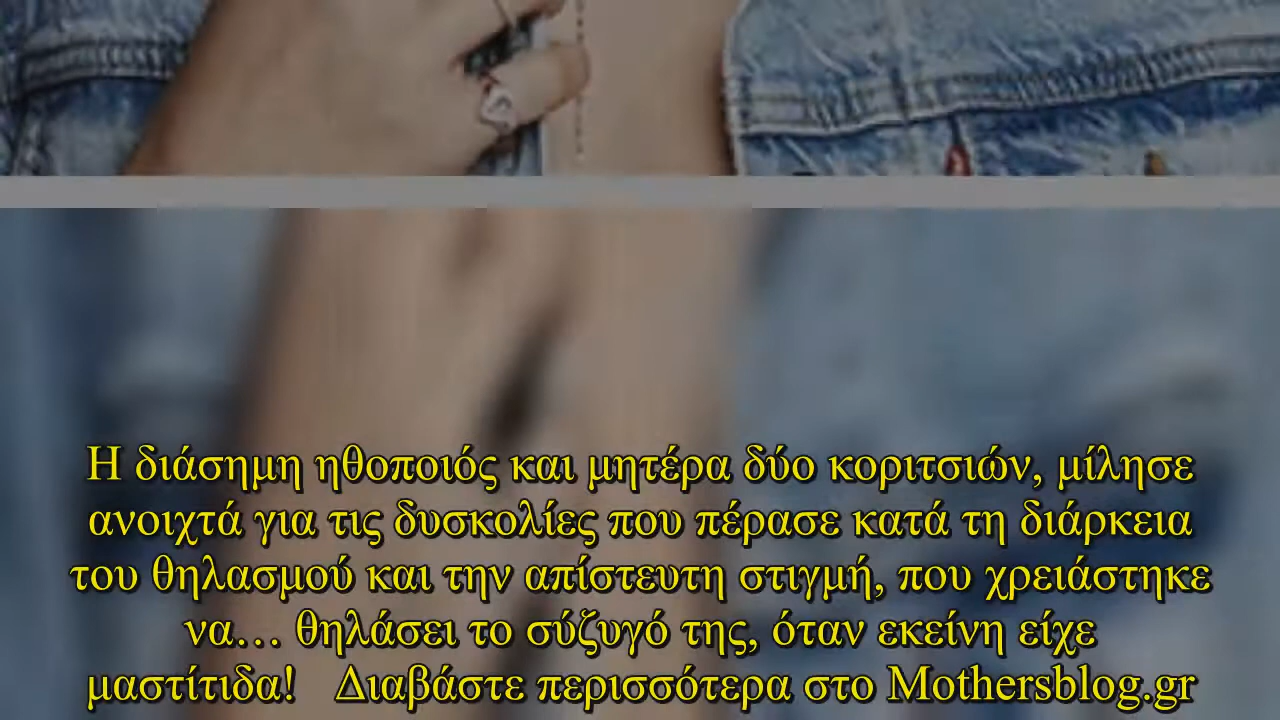 Η διάσημη ηθοποιός και μητέρα δύο κοριτσιών, μίλησε
ανοιχτά για τις δυσκολίες που πέρασε κατά τη διάρκεια
του θηλασμού και την απίστευτη στιγμή, που χρειάστηκε
να… θηλάσει το σύζυγό της, όταν εκείνη είχε
μαστίτιδα! Διαβάστε περισσότερα στο Mothersblog.gr